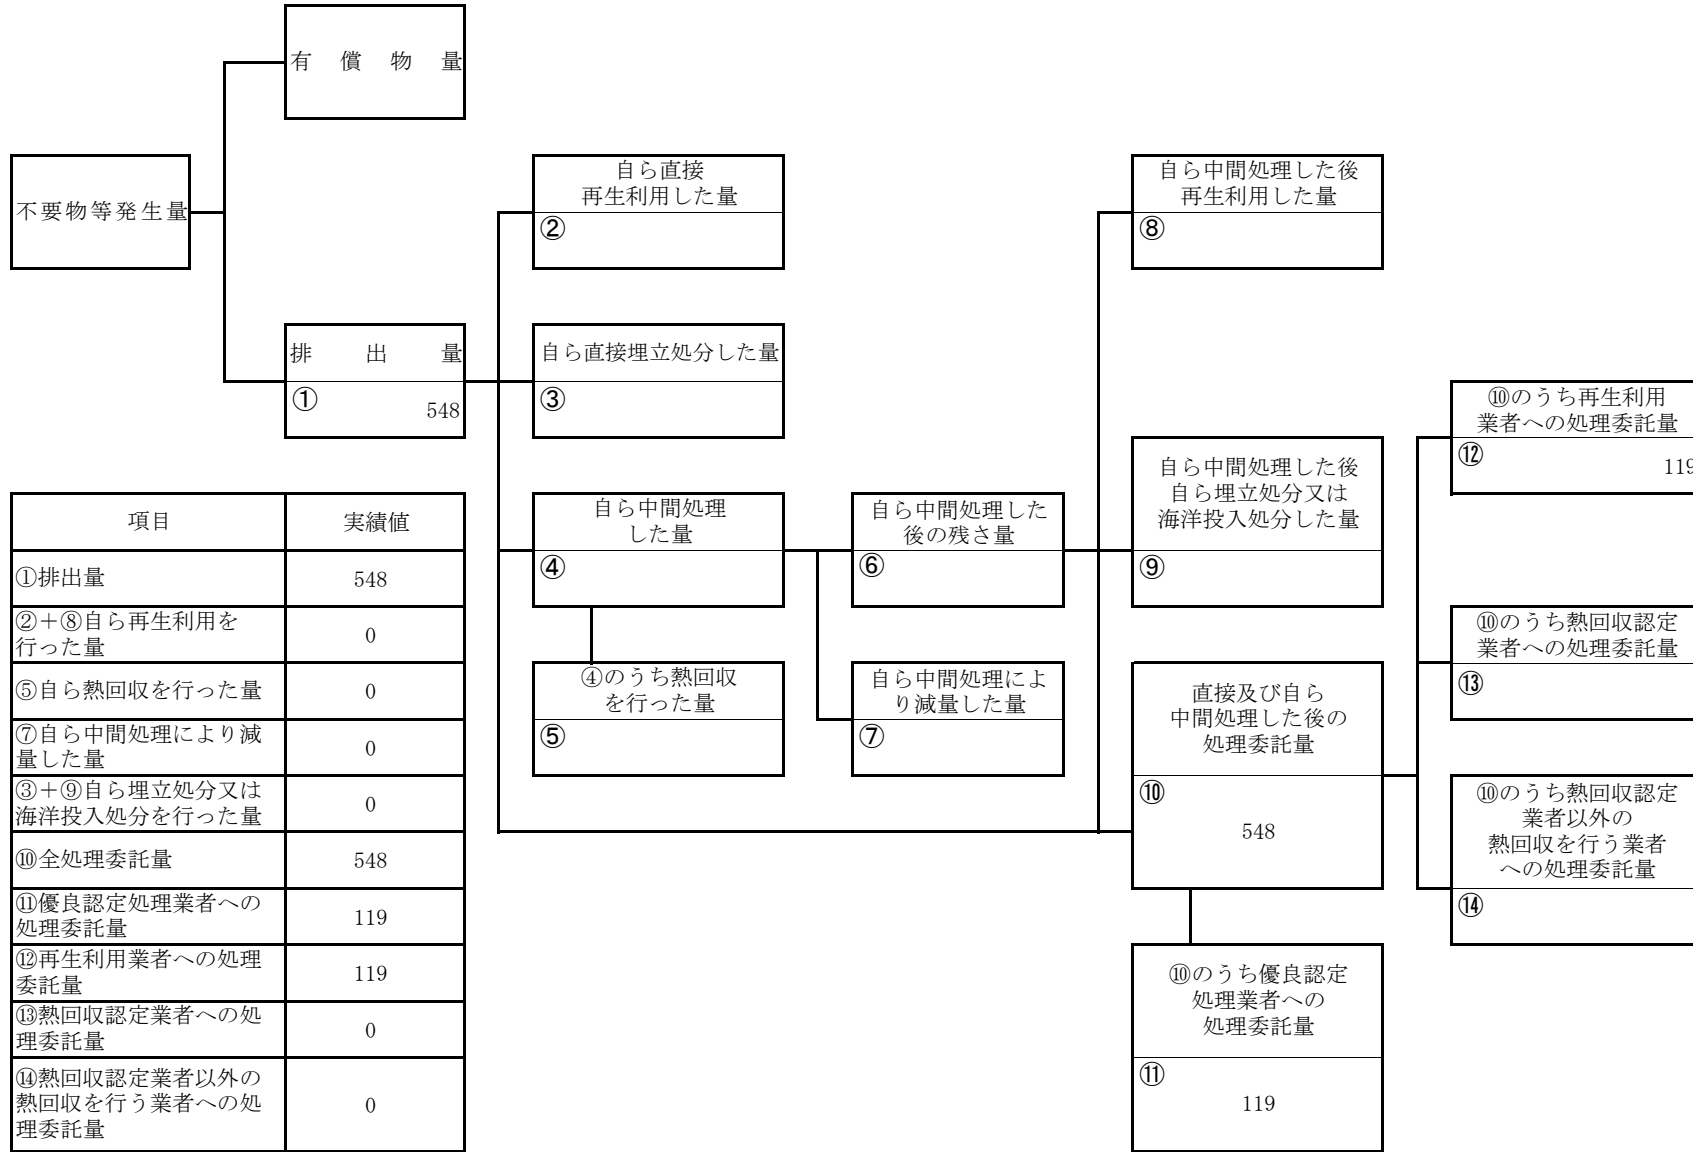 有償物量
不要物等発生量
自ら直接
再生利用した量
②
自ら中間処理した後
再生利用した量
⑧
排出量
①
548
自ら直接埋立処分した量
③
⑩のうち再生利用
業者への処理委託量
⑫
119
自ら中間処理した後
自ら埋立処分又は
海洋投入処分した量
⑨
自ら中間処理
した量
④
自ら中間処理した
後の残さ量
⑥
⑩のうち熱回収認定
業者への処理委託量
⑬
④のうち熱回収
を行った量
⑤
自ら中間処理によ
り減量した量
⑦
直接及び自ら
中間処理した後の
処理委託量
⑩
548
⑩のうち熱回収認定
業者以外の
熱回収を行う業者
への処理委託量
⑭
⑩のうち優良認定
処理業者への
処理委託量
⑪
119
項目 実績値
①排出量 548
②＋⑧自ら再生利用を
行った量 0
⑤自ら熱回収を行った量 0
⑦自ら中間処理により減
量した量 0
③＋⑨自ら埋立処分又は
海洋投入処分を行った量 0
⑩全処理委託量 548
⑪優良認定処理業者への
処理委託量 119
⑫再生利用業者への処理
委託量 119
⑬熱回収認定業者への処
理委託量 0
⑭熱回収認定業者以外の
熱回収を行う業者への処
理委託量 0